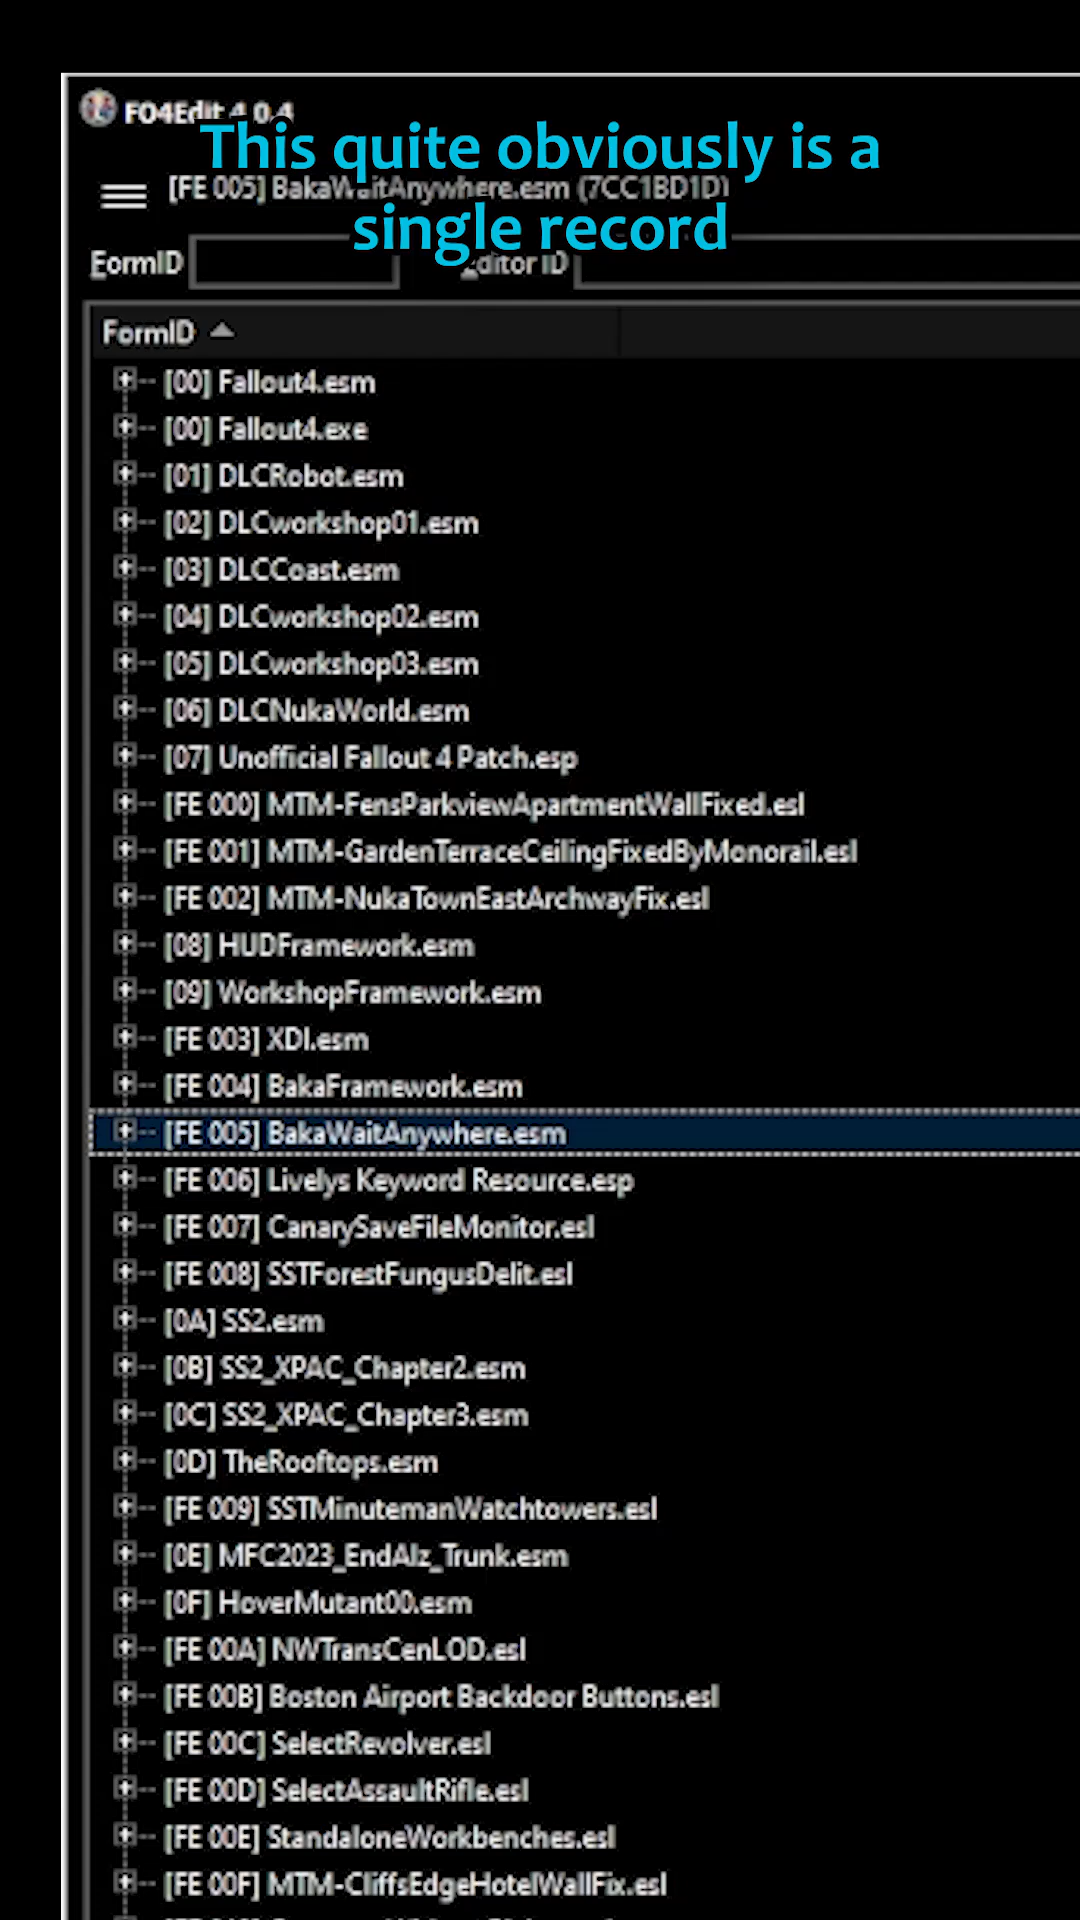 FO4Edit 4.0.4
This quite obviously is a
single record
[FE 005] BakaWaitAnywhere.esm (7CC1BD1D)
FormID
Editor ID
FormID
[00] Fallout4.esm
[00] Fallout4.exe
[01] DLCRobot.esm
[02] DLCworkshop01.esm
[03] DLCCoast.esm
[04] DLCworkshop02.esm
[05] DLCworkshop03.esm
[06] DLCNukaWorld.esm
[07] Unofficial Fallout 4 Patch.esp
[FE 000] MTM-FensParkviewApartmentWallFixed.esl
[FE 001] MTM-GardenTerraceCeilingFixedByMonorail.esl
[FE 002] MTM-NukaTownEastArchwayFix.esl
[08] HUDFramework.esm
[09] WorkshopFramework.esm
[FE 003] XDI.esm
[FE 004] BakaFramework.esm
[FE 005] BakaWaitAnywhere.esm
[FE 006] Livelys Keyword Resource.esp
[FE 007] CanarySaveFileMonitor.esl
[FE 008] SSTForestFungusDelit.esl
[0A] SS2.esm
[0B] SS2_XPAC_Chapter2.esm
[0C] SS2_XPAC_Chapter3.esm
[0D] TheRooftops.esm
[FE 009] SSTMinutemanWatchtowers.esl
[0E] MFC2023_EndAlz_Trunk.esm
[0F] HoverMutant00.esm
[FE 00A] NWTransCenLOD.esl
[FE 00B] Boston Airport Backdoor Buttons.esl
[FE 00C] SelectRevolver.esl
[FE 00D] SelectAssaultRifle.esl
[FE 00E] StandaloneWorkbenches.esl
[FE 00F] MTM-CliffsEdgeHotelWallFix.esl